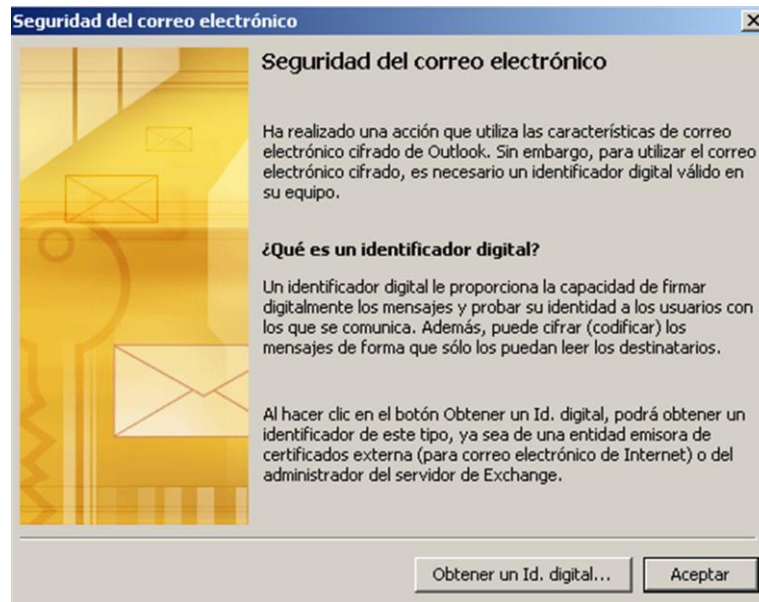 Seguridad del correo electrónico
Seguridad del correo electrónico
Ha realizado una acción que utiliza las características de correo
electrónico cifrado de Outlook. Sin embargo, para utilizar el correo
electrónico cifrado, es necesario un identificador digital válido en
su equipo.
¿Qué es un identificador digital?
Un identificador digital le proporciona la capacidad de firmar
digitalmente los mensajes y probar su identidad a los usuarios con
los que se comunica. Además, puede cifrar (codificar) los
mensajes de forma que sólo los puedan leer los destinatarios.
Al hacer clic en el botón Obtener un Id. digital, podrá obtener un
identificador de este tipo, ya sea de una entidad emisora de
certificados externa (para correo electrónico de Internet) o del
administrador del servidor de Exchange.
Obtener un Id. digital... Aceptar